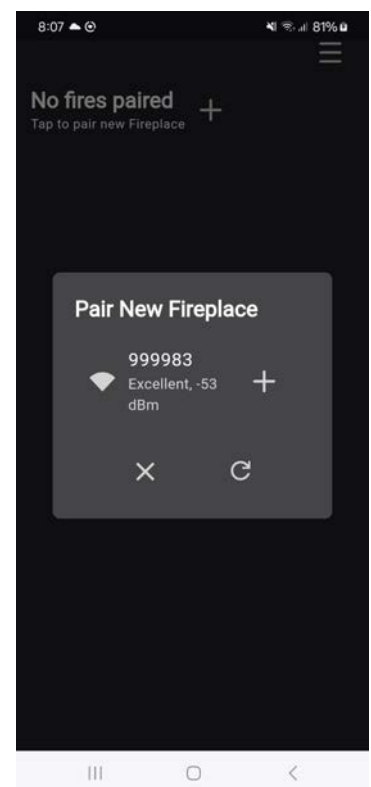 8:07
81%
No fires paired
Tap to pair new Fireplace
Pair New Fireplace
999983
Excellent, -53
dBm